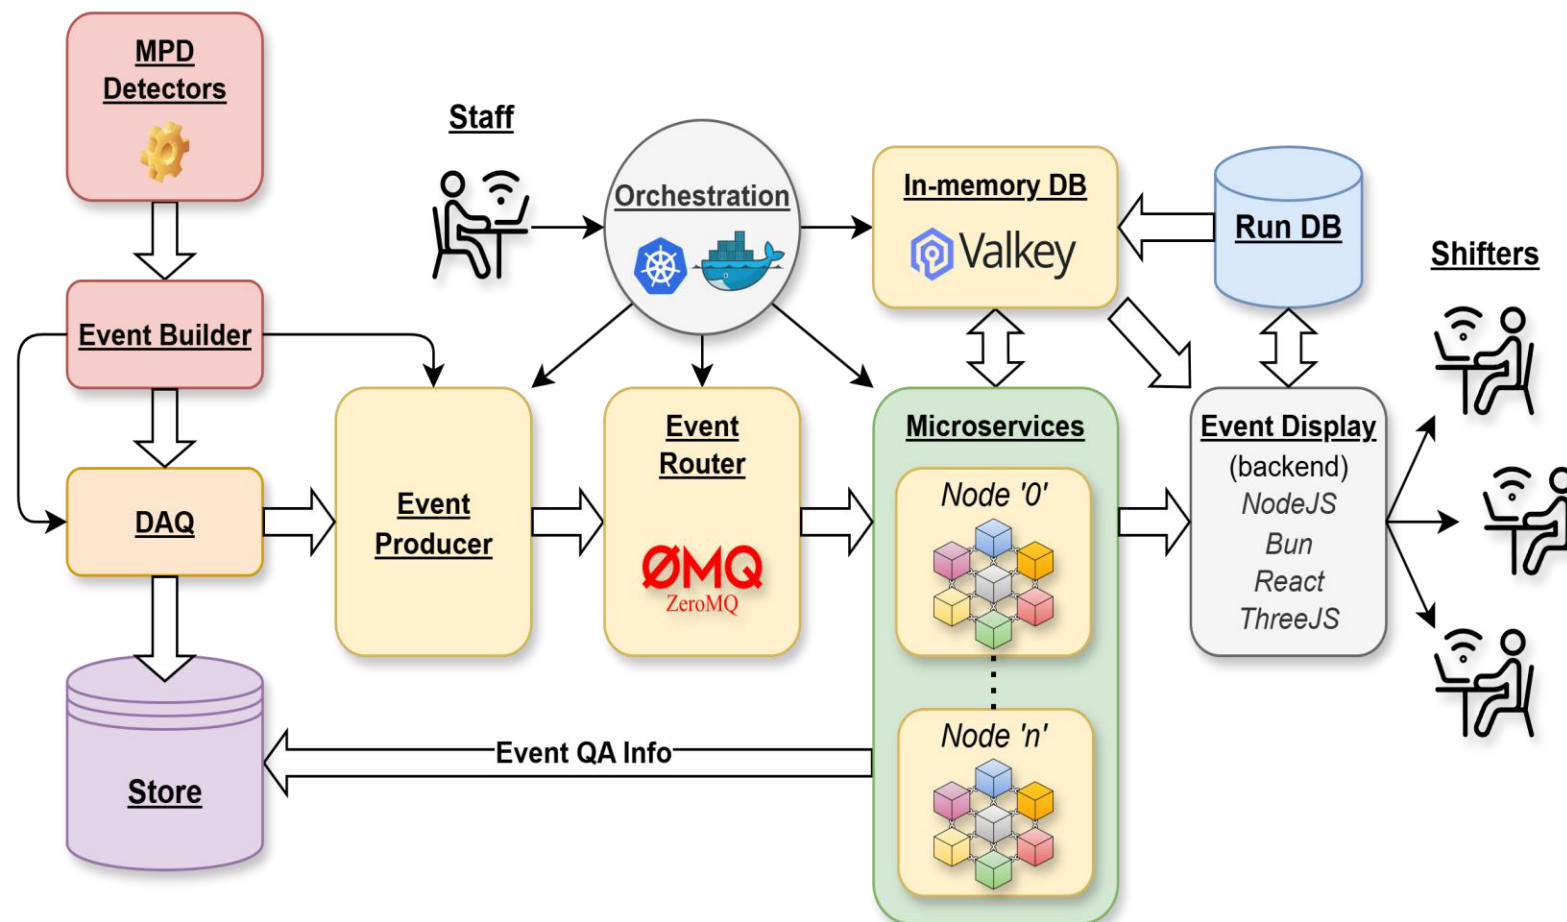 MPD
Detectors
Staff
Orchestration
In-memory DB
Valkey
Run DB
Shifters
Event Builder
DAQ
Event
Producer
Event
Router
ØMQ
ZeroMQ
Microservices
Node '0'
Node 'n'
Event Display
(backend)
NodeJS
Bun
React
ThreeJS
Event QA Info
Store